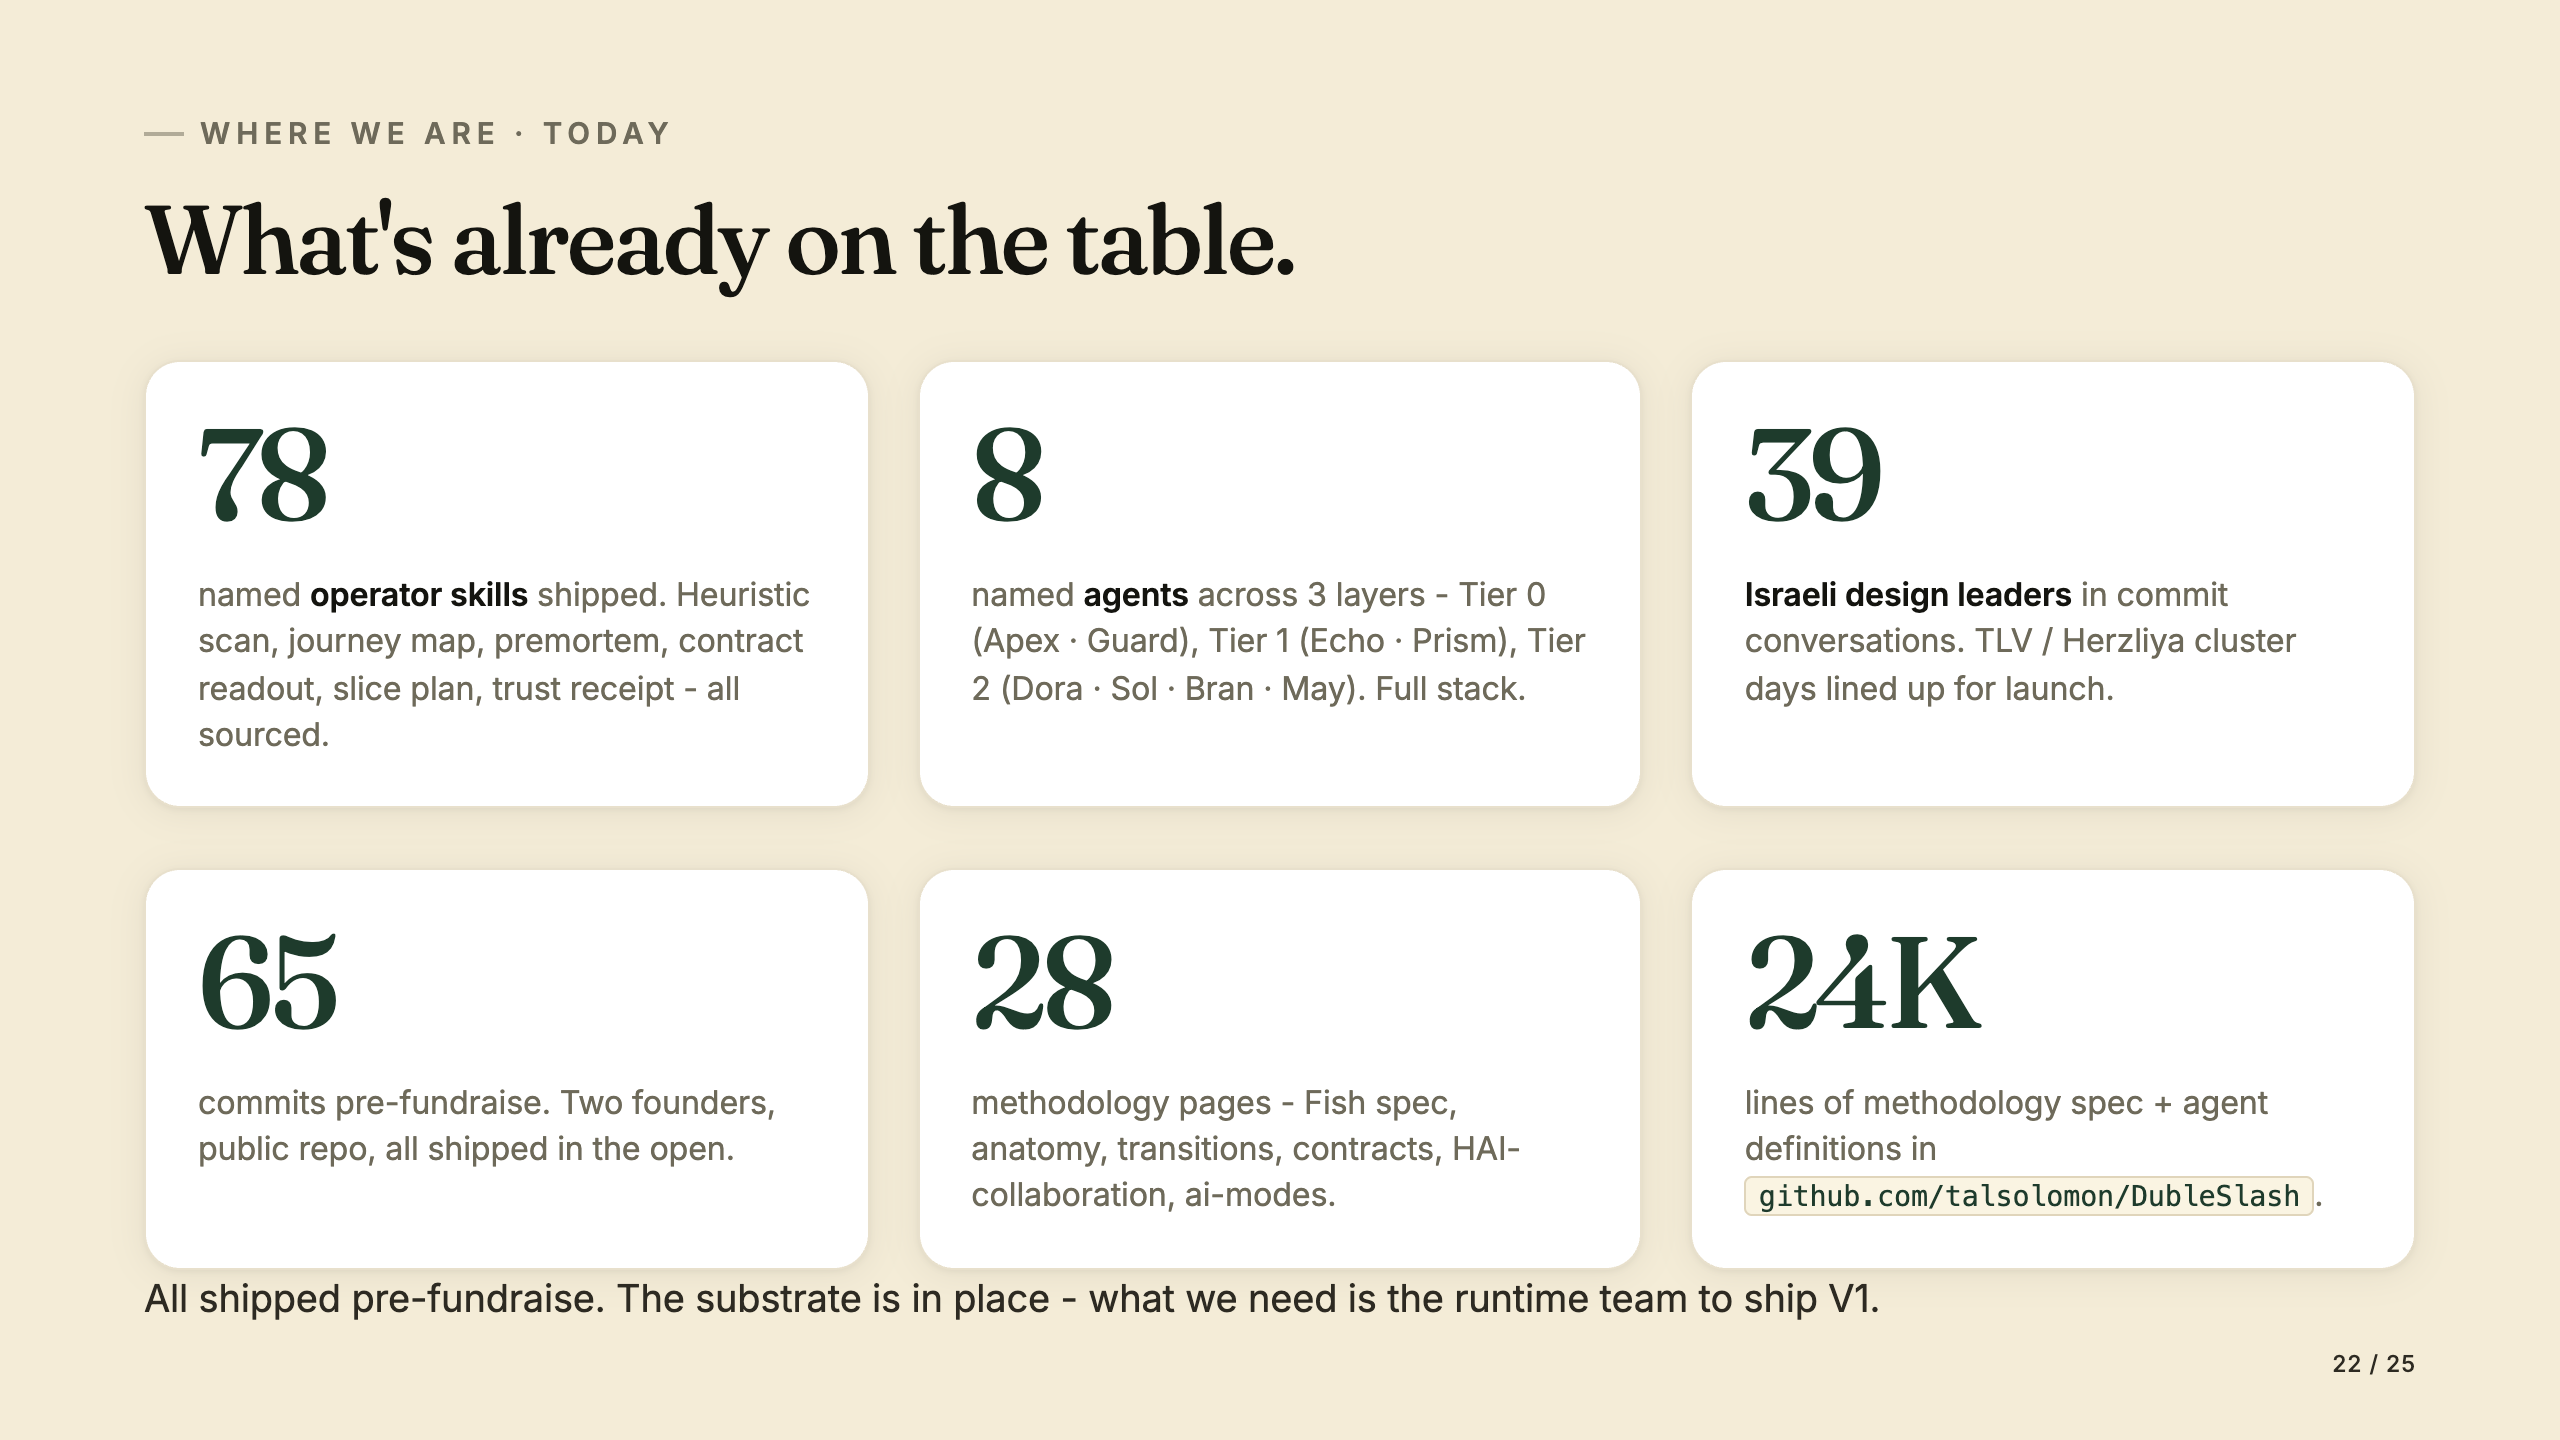 — WHERE WE ARE · TODAY
What's already on the table.
78
named operator skills shipped. Heuristic
scan, journey map, premortem, contract
readout, slice plan, trust receipt - all
sourced.
8
named agents across 3 layers - Tier 0
(Apex · Guard), Tier 1 (Echo · Prism), Tier
2 (Dora · Sol · Bran · May). Full stack.
39
Israeli design leaders in commit
conversations. TLV / Herzliya cluster
days lined up for launch.
65
commits pre-fundraise. Two founders,
public repo, all shipped in the open.
28
methodology pages - Fish spec,
anatomy, transitions, contracts, HAI-
collaboration, ai-modes.
24K
lines of methodology spec + agent
definitions in
github.com/talsolomon/DubleSlash.
All shipped pre-fundraise. The substrate is in place - what we need is the runtime team to ship V1.
22 / 25